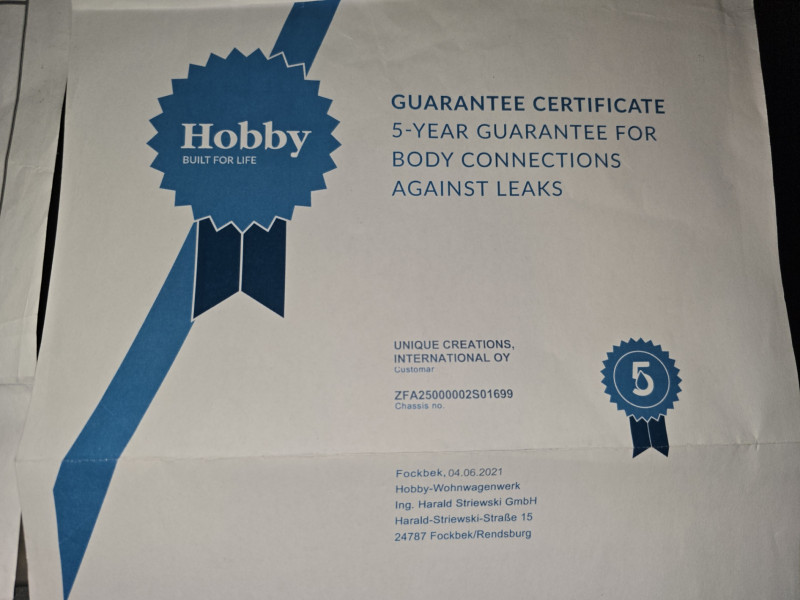 Hobby
BUILT FOR LIFE
GUARANTEE CERTIFICATE
5-YEAR GUARANTEE FOR
BODY CONNECTIONS
AGAINST LEAKS
UNIQUE CREATIONS,
INTERNATIONAL OY
Customar
ZFA25000002S01699
Chassis no.
5
Fockbek, 04.06.2021
Hobby-Wohnwagenwerk
Ing. Harald Striewski GmbH
Harald-Striewski-Straße 15
24787 Fockbek/Rendsburg